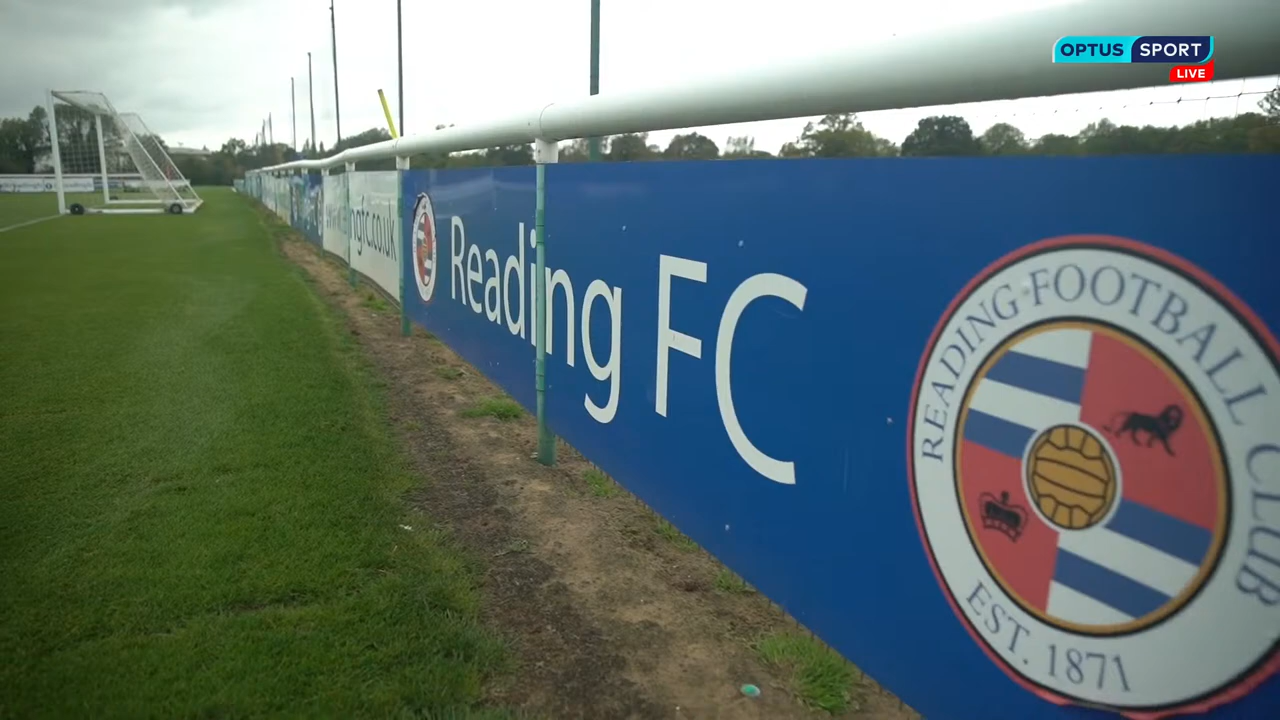 OPTUS SPORT
LIVE
Reading FC
ngfc.co.uk
READING FOOTBALL CLUB
EST. 1871